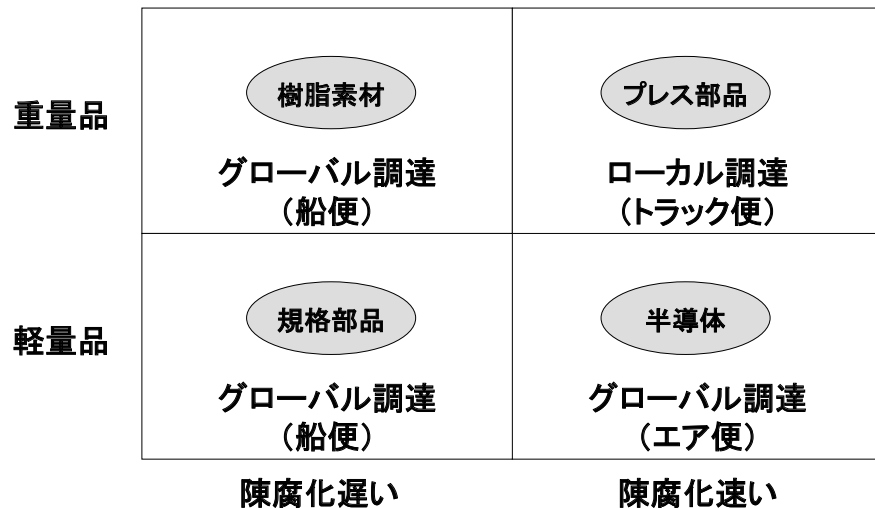 重量品
樹脂素材
グローバル調達
（船便）
プレス部品
ローカル調達
（トラック便）
軽量品
規格部品
グローバル調達
（船便）
半導体
グローバル調達
（エア便）
陳腐化遅い
陳腐化速い